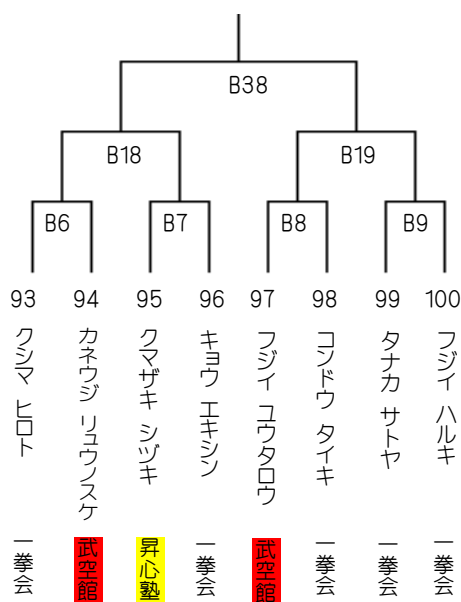 B38
B18
B19
B6
B7
B8
B9
93
94
95
96
97
98
99
100
クシマ ヒロト
カネウジ リュウノスケ
クマザキ シヅキ
キョウ エキシン
フジイ ユウタロウ
コンドウ タイキ
タナカ サトヤ
フジイ ハルキ
一拳会
武空館
昇心塾
一拳会
武空館
一拳会
一拳会
一拳会